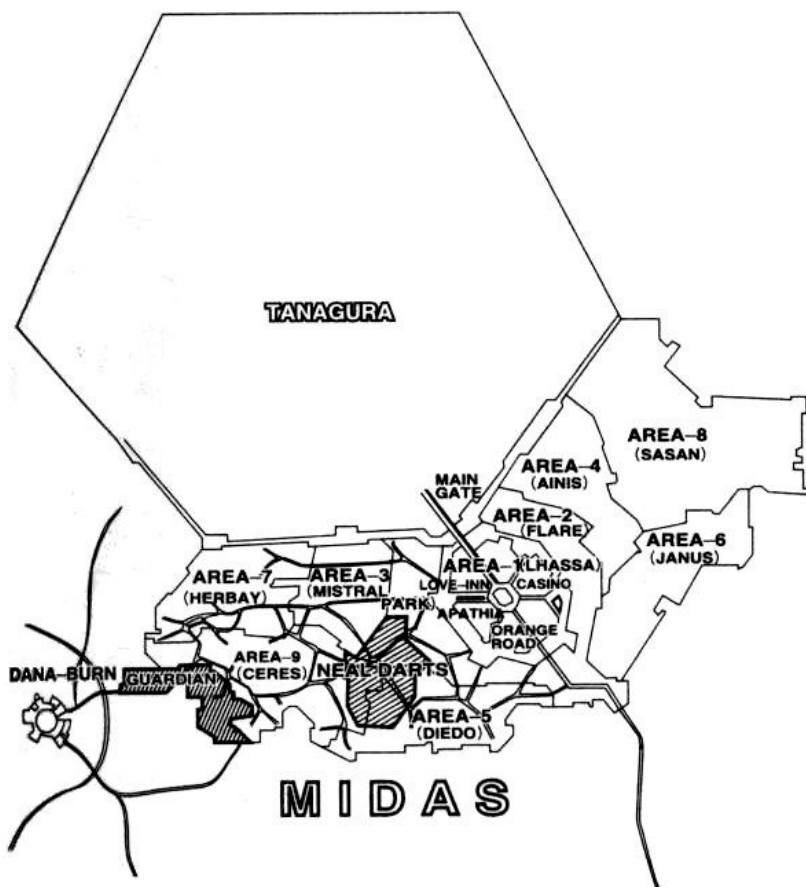 TANAGURA
AREA–8
(SASAN)
AREA–4
(AINIS)
MAIN
GATE
AREA–2
(FLARE)
AREA–6
(JANUS)
AREA–1(LHASSA)
AREA–7
(HERBAY)
AREA–3
(MISTRAL
PARK)
LOVE–INN
CASINO
APATHIA
ORANGE
ROAD
AREA–9
(CERES)
NEAL DARTS
DANA–BURN
GUARDIAN
AREA–5
(DIEDO)
MIDAS